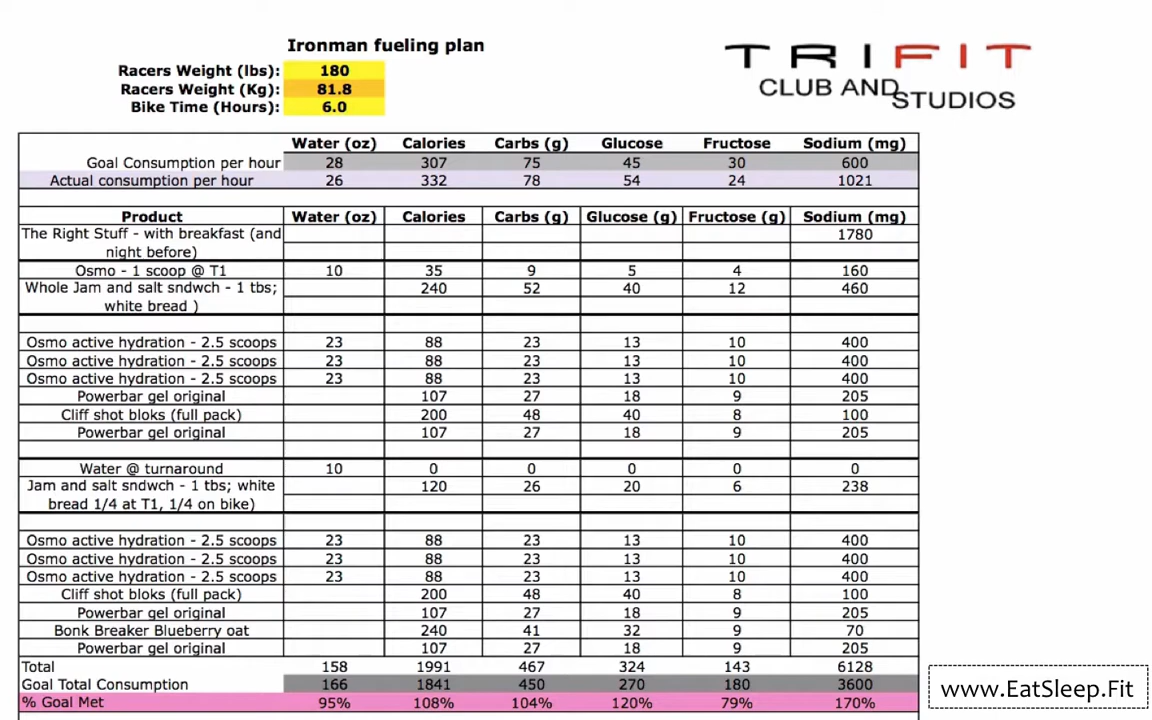 Ironman fueling plan
TRIFIT
CLUB AND
STUDIOS
Racers Weight (lbs): 180
Racers Weight (Kg): 81.8
Bike Time (Hours): 6.0
Water (oz) Calories Carbs (g) Glucose Fructose Sodium (mg)
Goal Consumption per hour 28 307 75 45 30 600
Actual consumption per hour 26 332 78 54 24 1021
Product Water (oz) Calories Carbs (g) Glucose (g) Fructose (g) Sodium (mg)
The Right Stuff - with breakfast (and 1780
night before)
Osmo - 1 scoop @ T1 10 35 9 5 4 160
Whole Jam and salt sndwch - 1 tbs; 240 52 40 12 460
white bread )
Osmo active hydration - 2.5 scoops 23 88 23 13 10 400
Osmo active hydration - 2.5 scoops 23 88 23 13 10 400
Osmo active hydration - 2.5 scoops 23 88 23 13 10 400
Powerbar gel original 107 27 18 9 205
Cliff shot bloks (full pack) 200 48 40 8 100
Powerbar gel original 107 27 18 9 205
Water @ turnaround 10 0 0 0 0 0
Jam and salt sndwch - 1 tbs; white 120 26 20 6 238
bread 1/4 at T1, 1/4 on bike)
Osmo active hydration - 2.5 scoops 23 88 23 13 10 400
Osmo active hydration - 2.5 scoops 23 88 23 13 10 400
Osmo active hydration - 2.5 scoops 23 88 23 13 10 400
Cliff shot bloks (full pack) 200 48 40 8 100
Powerbar gel original 107 27 18 9 205
Bonk Breaker Blueberry oat 240 41 32 9 70
Powerbar gel original 107 27 18 9 205
Total 158 1991 467 324 143 6128
Goal Total Consumption 166 1841 450 270 180 3600
% Goal Met 95% 108% 104% 120% 79% 170%
www.EatSleep.Fit